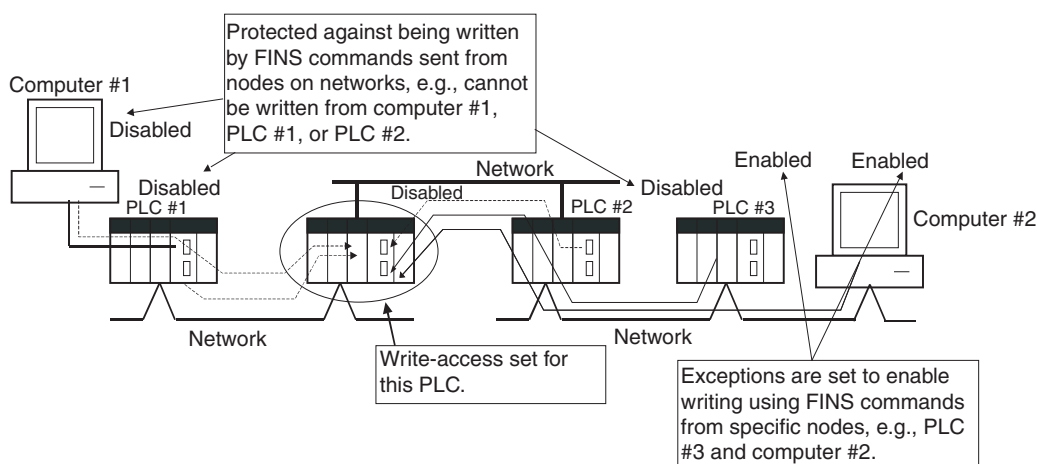 Protected against being written
by FINS commands sent from
nodes on networks, e.g., cannot
be written from computer #1,
PLC #1, or PLC #2.
Computer #1
Disabled
Disabled
PLC #1
Network
Disabled
Disabled
PLC #2
Enabled
Enabled
PLC #3
Computer #2
Network
Network
Write-access set for
this PLC.
Exceptions are set to enable
writing using FINS commands
from specific nodes, e.g., PLC
#3 and computer #2.